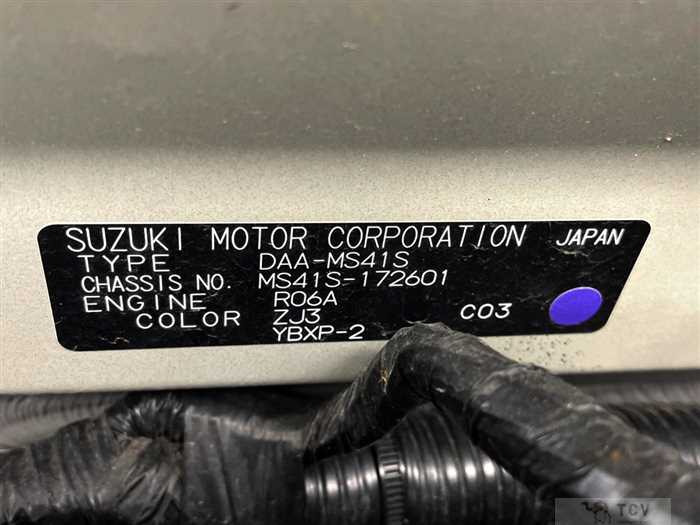 SUZUKI MOTOR CORPORATION JAPAN
TYPE DAA-MS41S
CHASSIS NO. MS41S-172601
ENGINE R06A
COLOR ZJ3 C03
YBXP-2
TCV